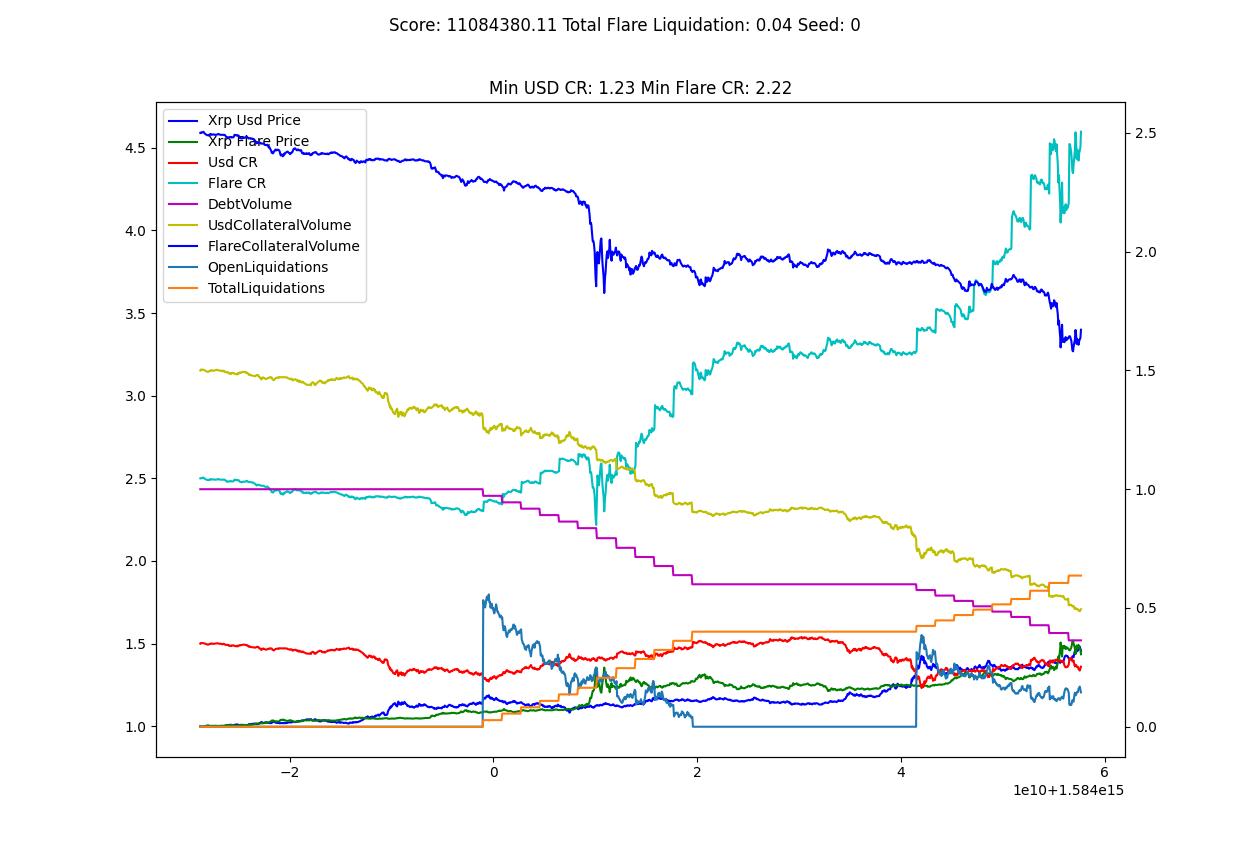 Score: 11084380.11 Total Flare Liquidation: 0.04 Seed: 0
Min USD CR: 1.23 Min Flare CR: 2.22
Xrp Usd Price
Xrp Flare Price
Usd CR
Flare CR
DebtVolume
UsdCollateralVolume
FlareCollateralVolume
OpenLiquidations
TotalLiquidations
4.5
4.0
3.5
3.0
2.5
2.0
1.5
1.0
2.5
2.0
1.5
1.0
0.5
0.0
−2 0 2 4 6
1e10+1.584e15